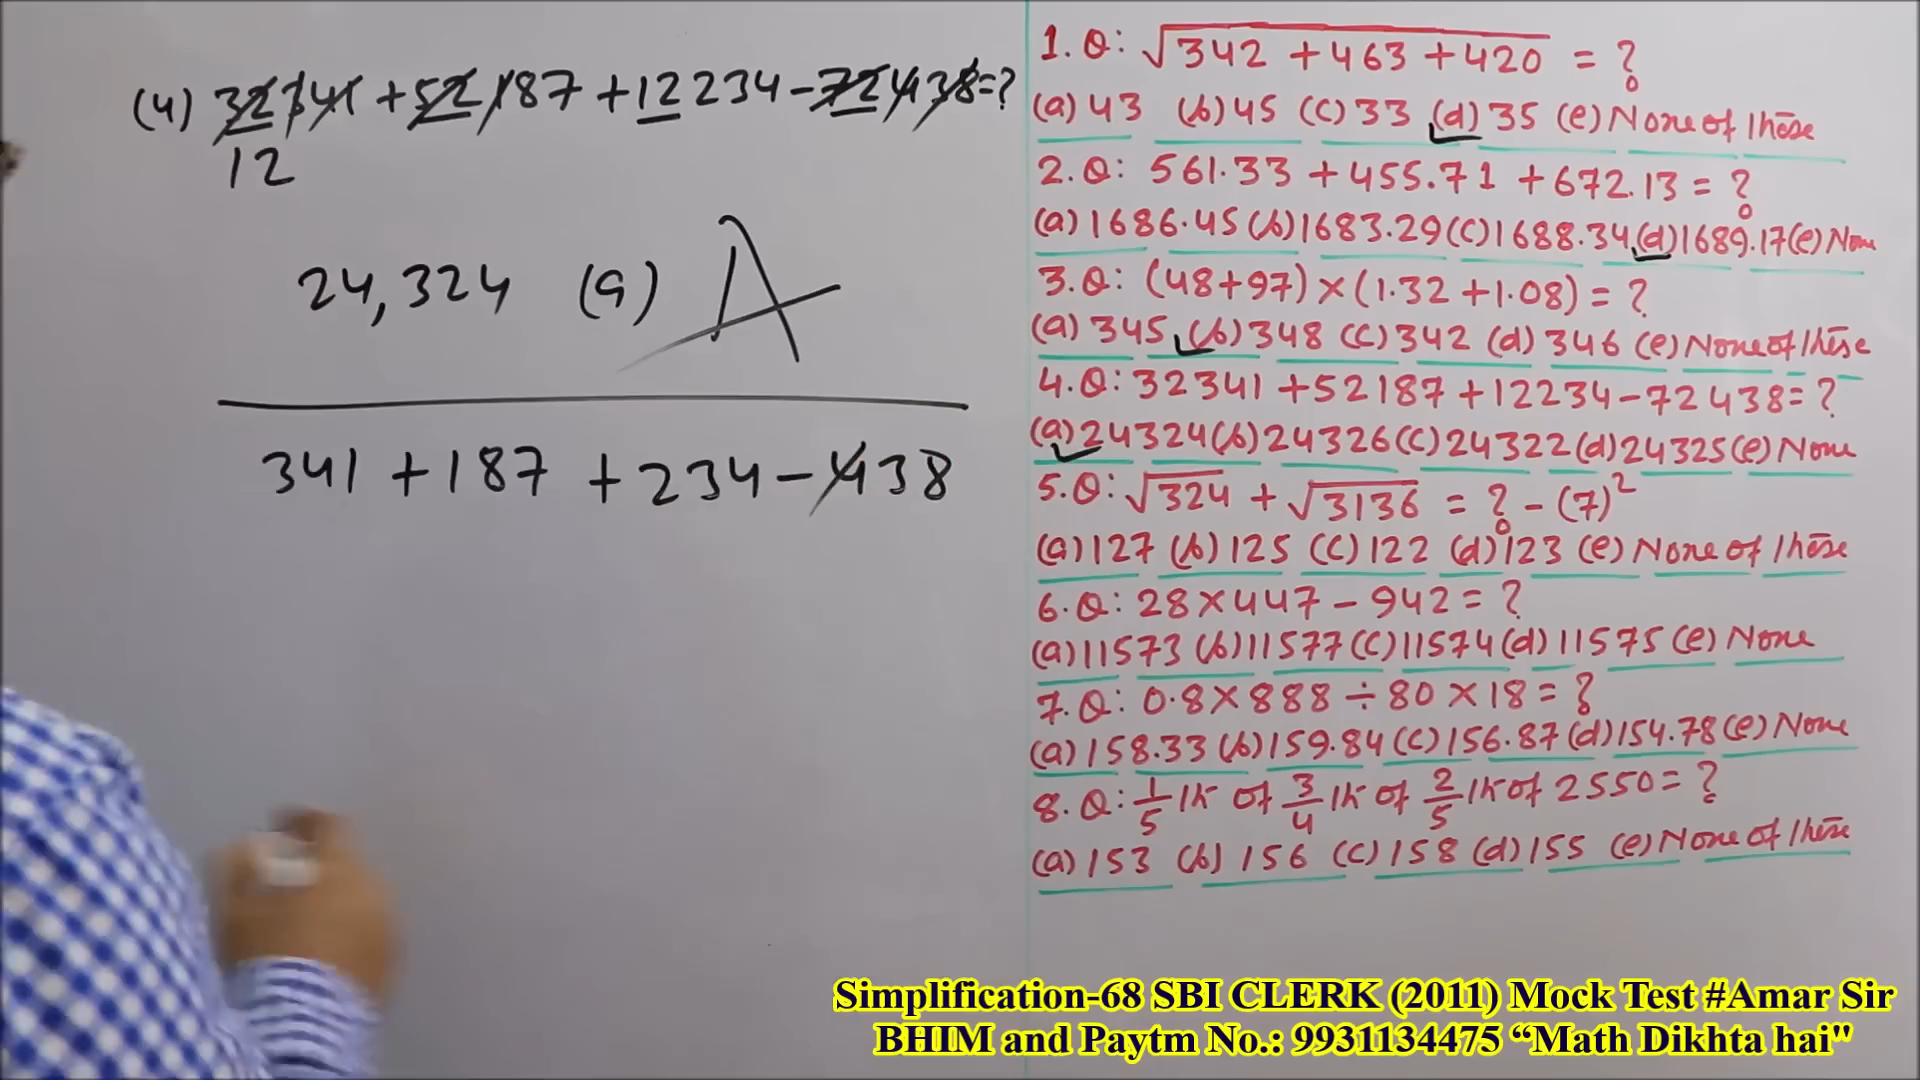 (4) 32341 + 52187 + 12234 - 72438 = ?
12
24,324 (a) A
341 + 187 + 234 - 438
1. Q: √342 + 463 + 420 = ?
(a) 43 (b) 45 (c) 33 (d) 35 (e) None of These
2. Q: 561.33 + 455.71 + 672.13 = ?
(a) 1686.45 (b) 1683.29 (c) 1688.34 (d) 1689.17 (e) None
3. Q: (48+97) × (1.32 + 1.08) = ?
(a) 345 (b) 348 (c) 342 (d) 346 (e) None of These
4. Q: 32341 + 52187 + 12234 - 72438 = ?
(a) 24324 (b) 24326 (c) 24322 (d) 24325 (e) None
5. Q: √324 + √3136 = ? - (7)²
(a) 127 (b) 125 (c) 122 (d) 123 (e) None of These
6. Q: 28 × 447 - 942 = ?
(a) 11573 (b) 11577 (c) 11574 (d) 11575 (e) None
7. Q: 0.8 × 888 ÷ 80 × 18 = ?
(a) 158.33 (b) 159.84 (c) 156.87 (d) 154.78 (e) None
8. Q: 1/5 th of 3/4 th of 2/5 th of 2550 = ?
(a) 153 (b) 156 (c) 158 (d) 155 (e) None of These
Simplification-68 SBI CLERK (2011) Mock Test #Amar Sir
BHIM and Paytm No.: 9931134475 “Math Dikhta hai"